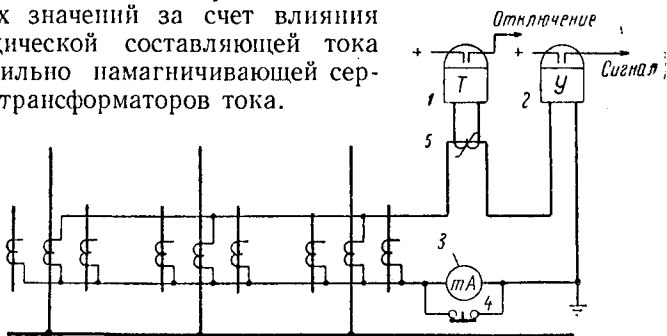 х значений за счет влияния
дической составляющей тока
сильно намагничивающей сер-
трансформаторов тока.
Отключение
+
+
Сигнал
Т
У
1
2
5
3
mA
4